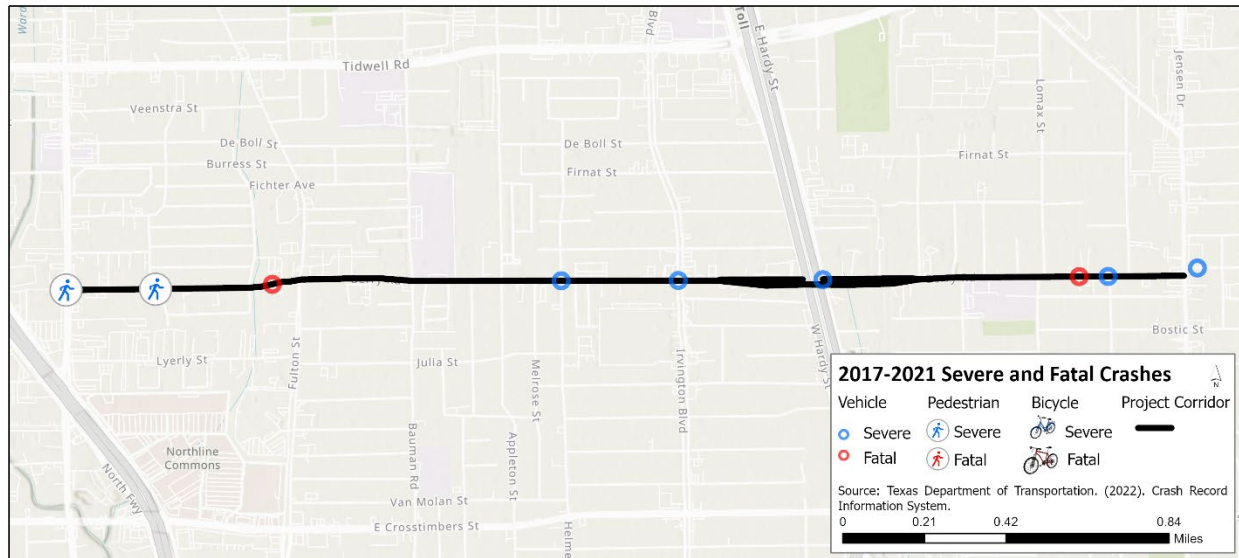 Toll
E Hardy St
Blvd
Jensen Dr
Tidwell Rd
Lomax St
Veenstra St
De Boll St
De Boll St
Burress St
Firnat St
Firnat St
Fichter Ave
Bostic St
Lyerly St
Fulton St
Julia St
Melrose St
Irvington Blvd
W Hardy St
Northline
Commons
Bauman Rd
Appleton St
North Fwy
Van Molan St
E Crosstimbers St
Helme
2017-2021 Severe and Fatal Crashes
N
Vehicle Pedestrian Bicycle Project Corridor
Severe Severe Severe
Fatal Fatal Fatal
Source: Texas Department of Transportation. (2022). Crash Record
Information System.
0 0.21 0.42 0.84
Miles